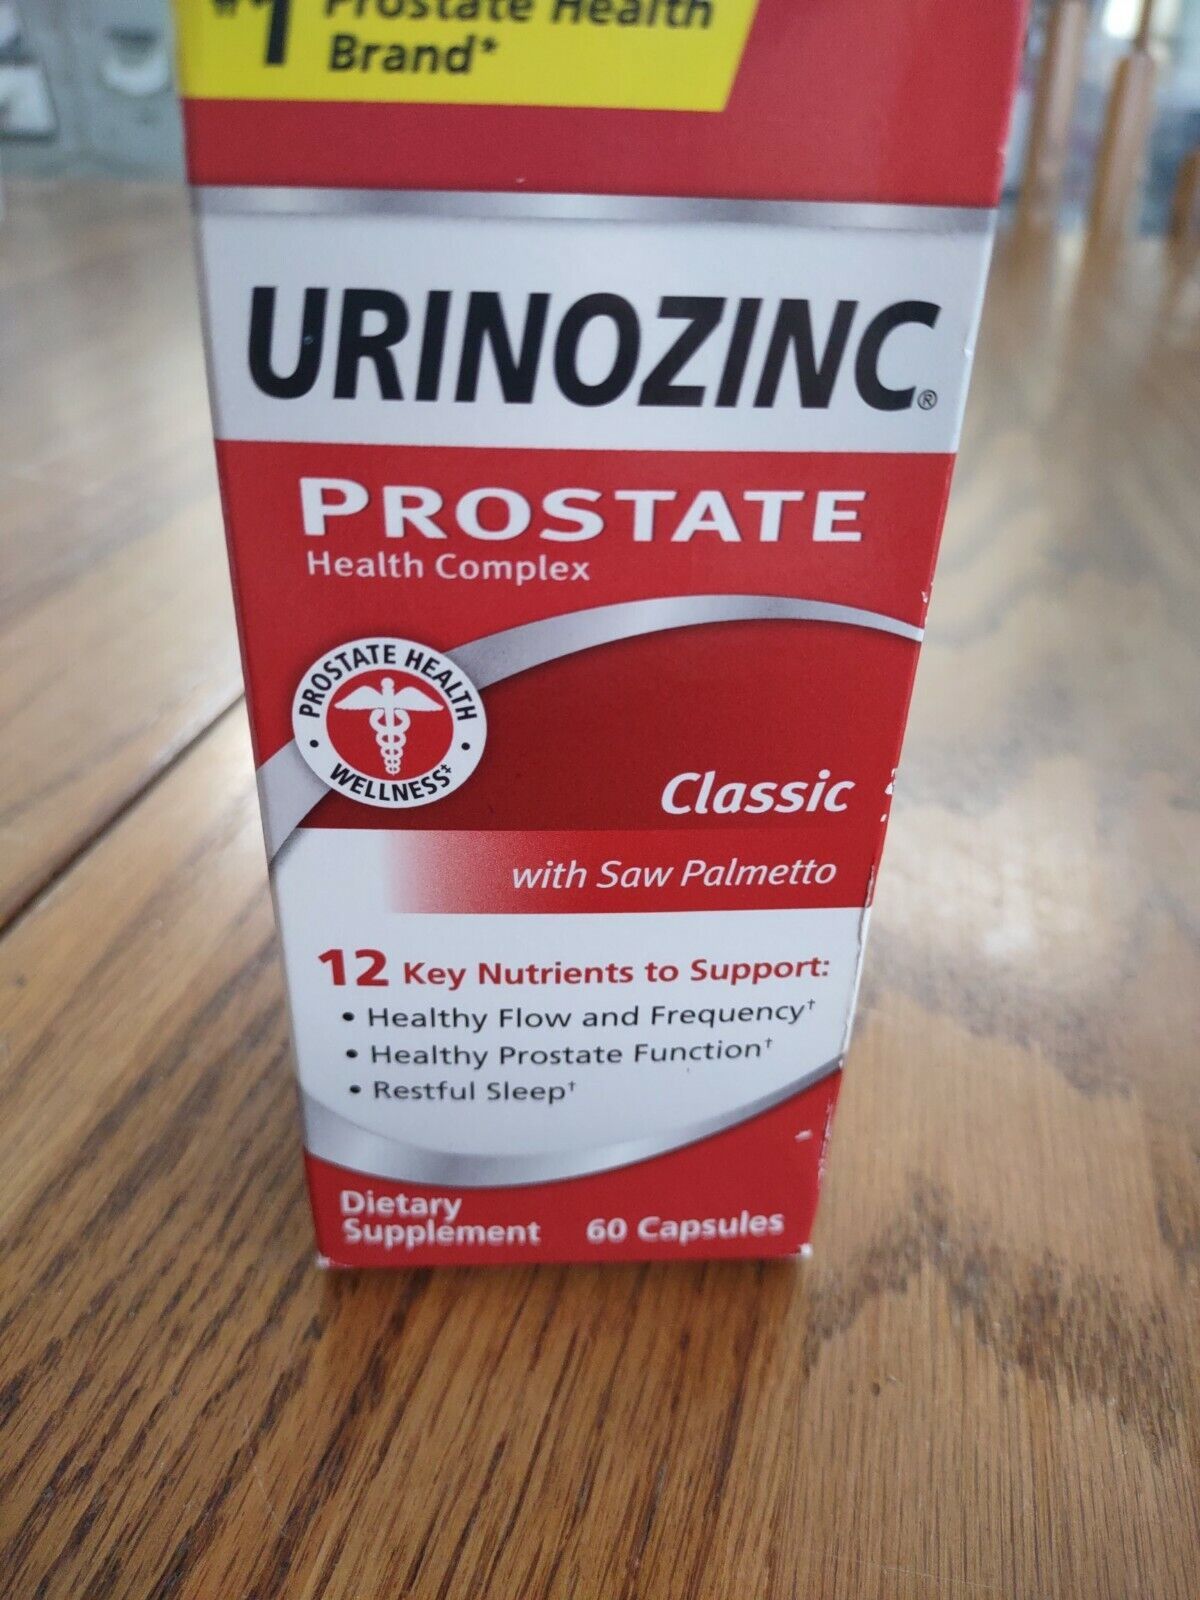 #1 Prostate Health
Brand*
URINOZINC®
PROSTATE
Health Complex
PROSTATE HEALTH
• WELLNESS‡ •
Classic
with Saw Palmetto
12 Key Nutrients to Support:
• Healthy Flow and Frequency†
• Healthy Prostate Function†
• Restful Sleep†
Dietary
Supplement
60 Capsules